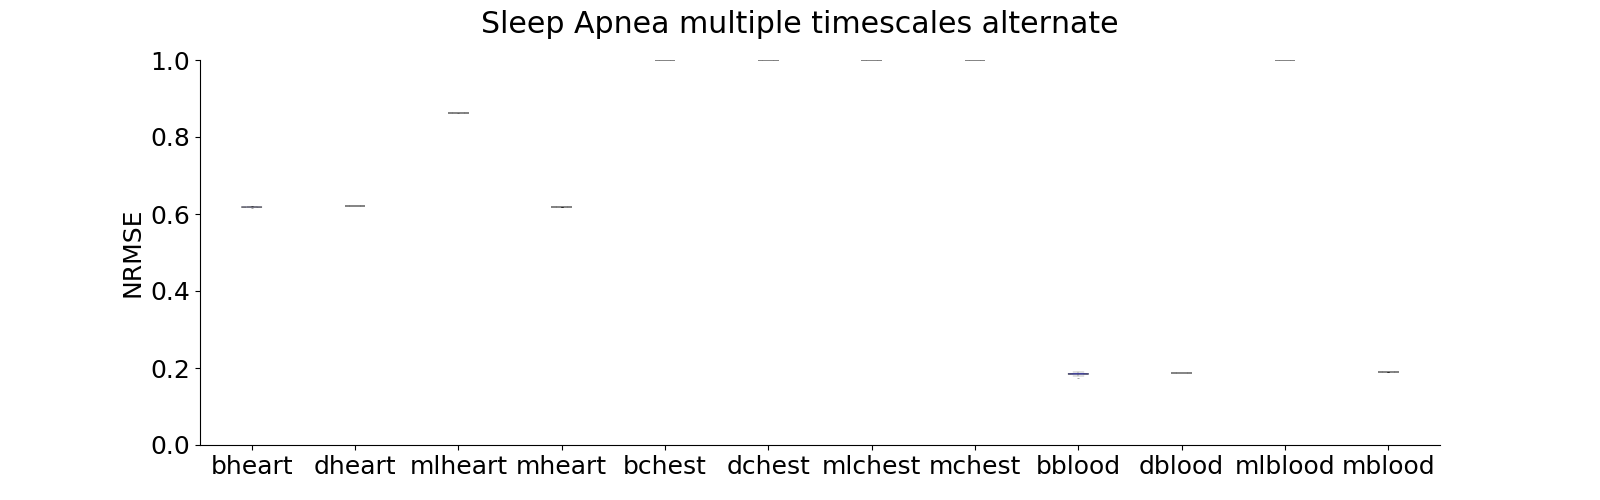 Sleep Apnea multiple timescales alternate
NRMSE
1.0
0.8
0.6
0.4
0.2
0.0
bheart dheart mlheart mheart bchest dchest mlchest mchest bblood dblood mlblood mblood